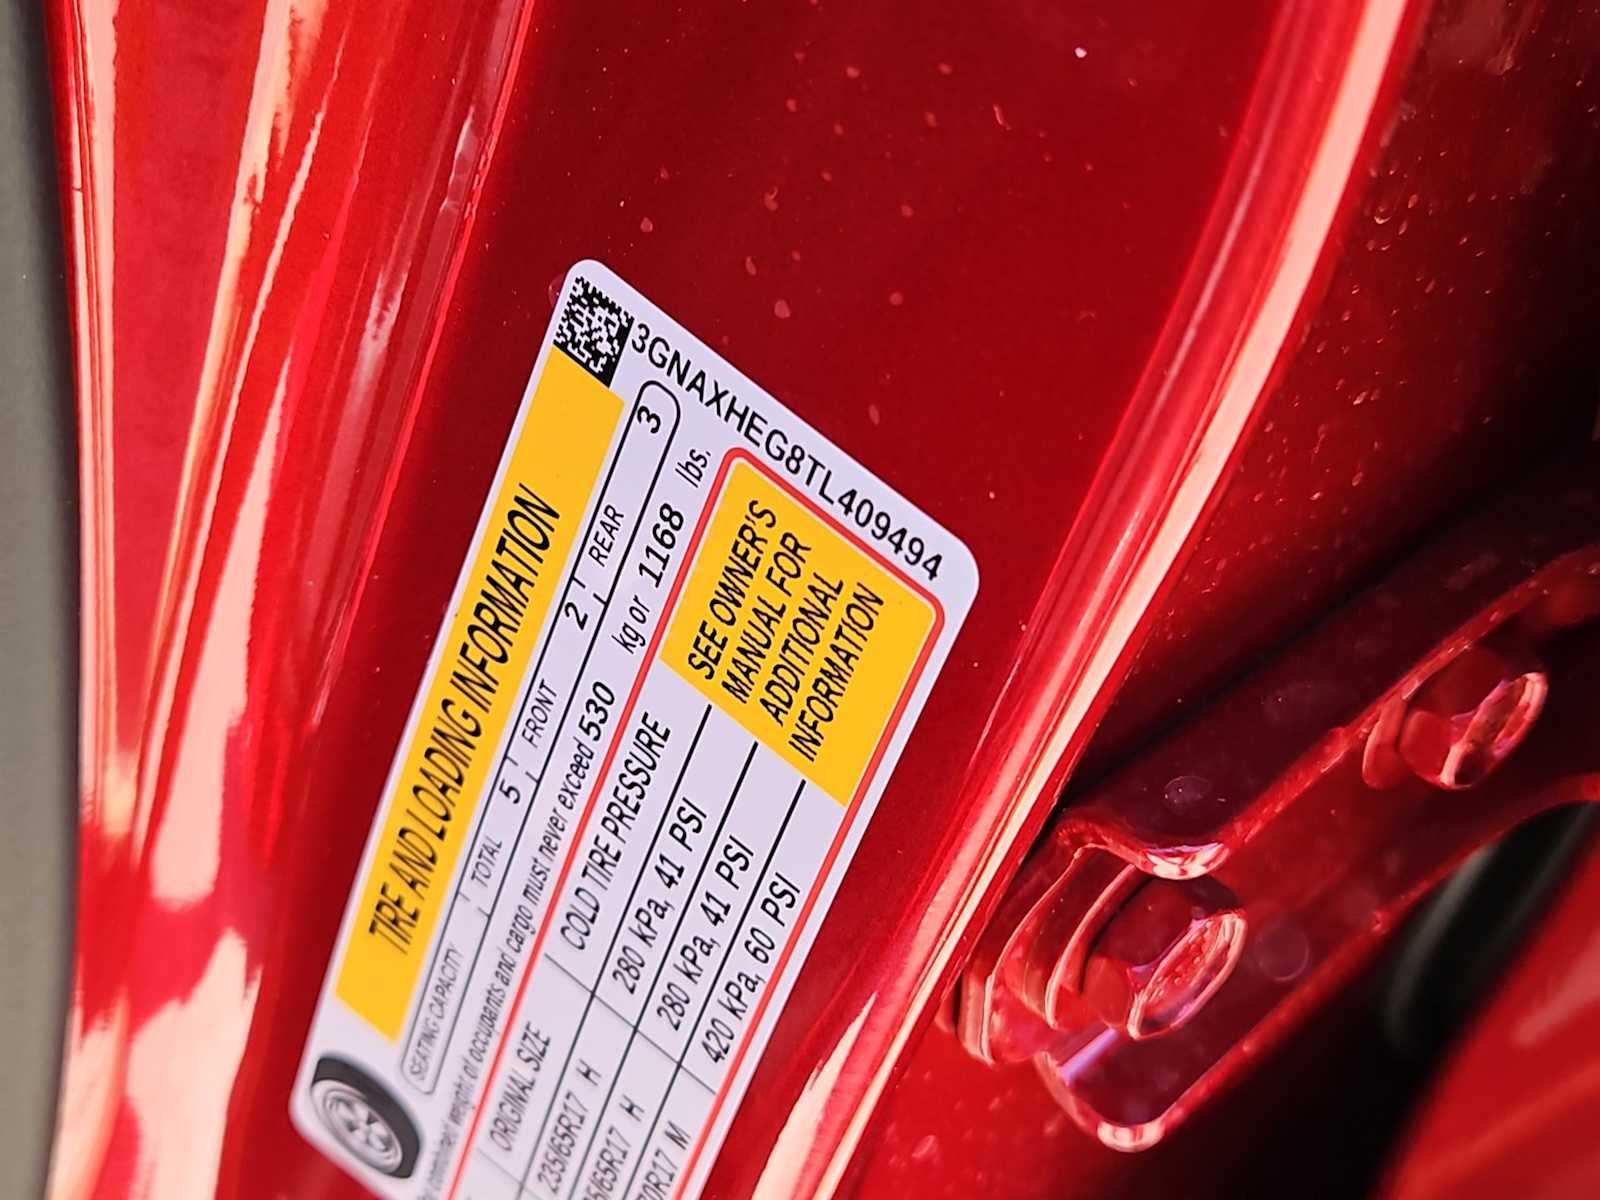 3GNAXHEG8TL409494
TIRE AND LOADING INFORMATION
SEATING CAPACITY TOTAL 5 FRONT 2 REAR 3
combined weight of occupants and cargo must never exceed 530 kg or 1168 lbs.
ORIGINAL SIZE COLD TIRE PRESSURE
235/65R17 H 280 kPa, 41 PSI
/65R17 H 280 kPa, 41 PSI
R17 M 420 kPa, 60 PSI
SEE OWNER'S
MANUAL FOR
ADDITIONAL
INFORMATION